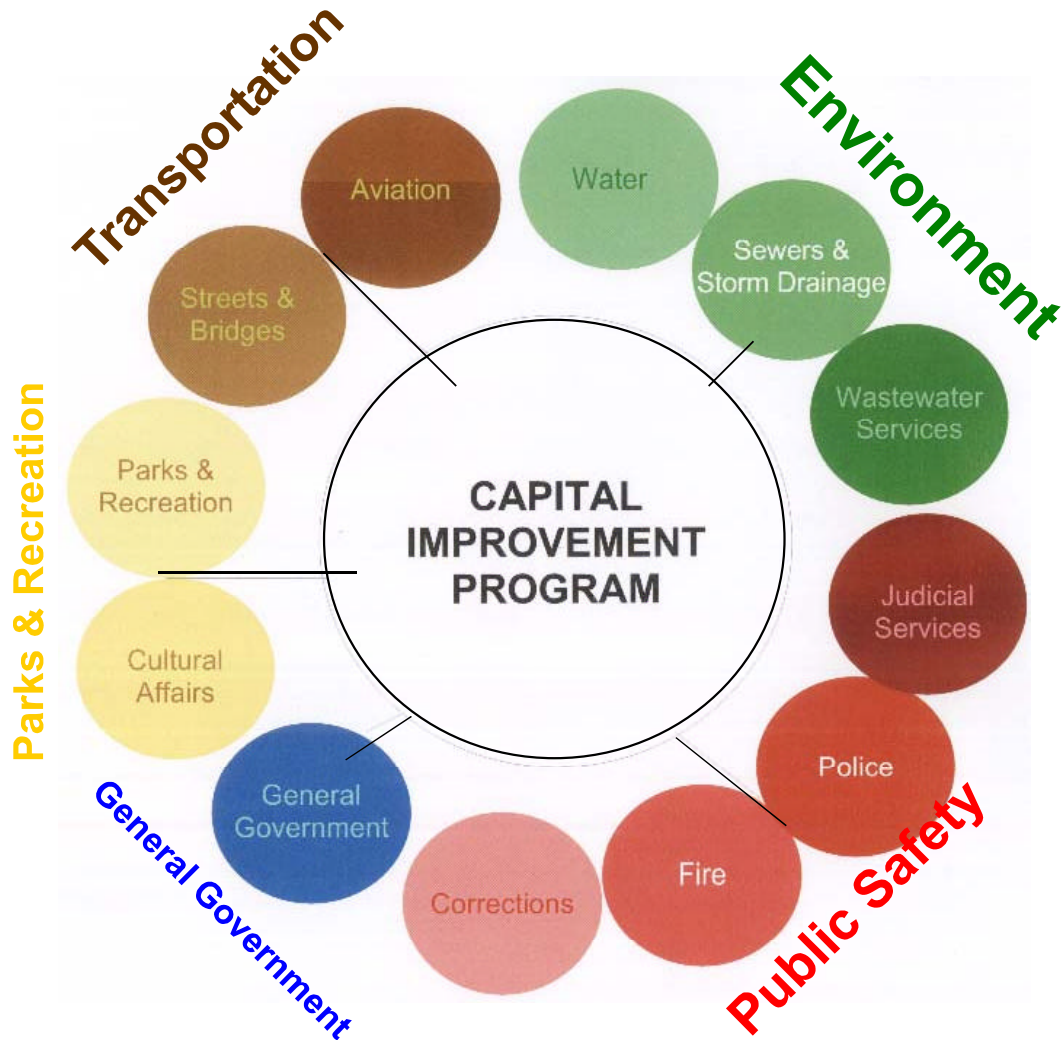 Transportation
Environment
Aviation
Water
Sewers &
Storm Drainage
Streets &
Bridges
Wastewater
Services
Parks & Recreation
Parks &
Recreation
CAPITAL
IMPROVEMENT
PROGRAM
Judicial
Services
Cultural
Affairs
Police
General
Government
Fire
Corrections
General Government
Public Safety